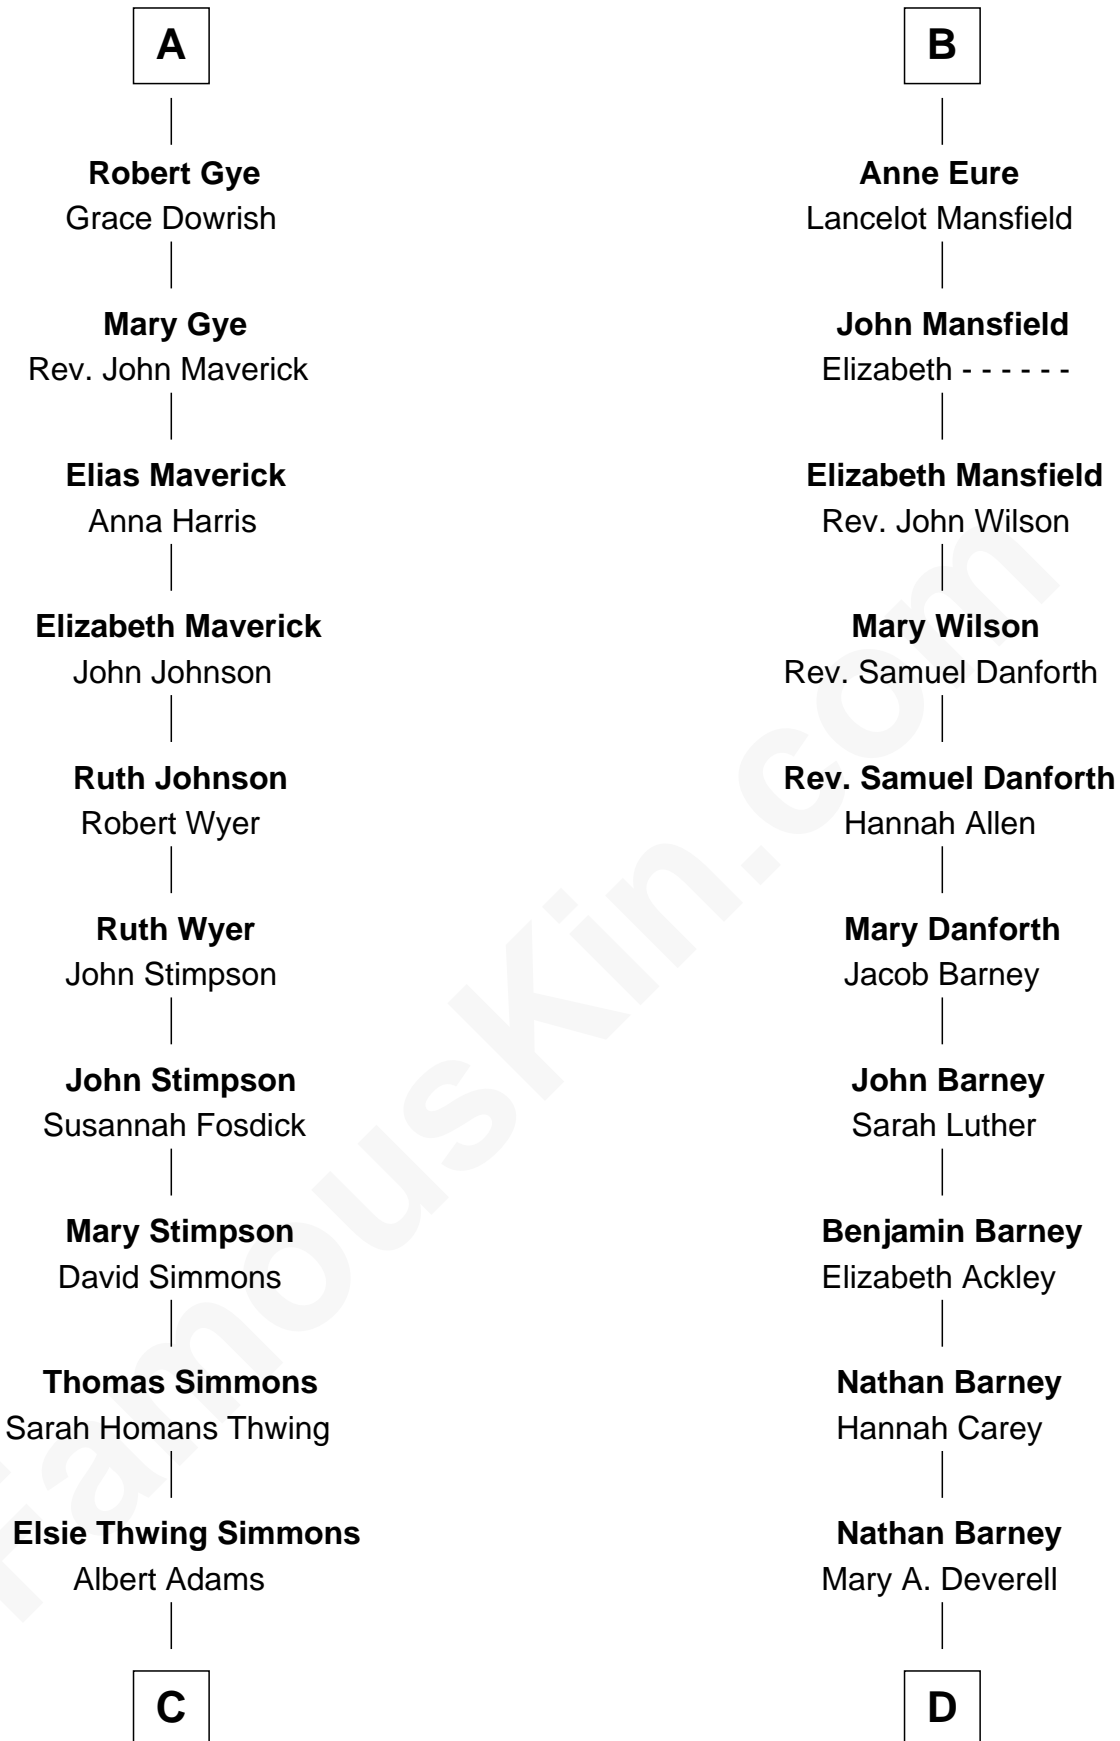 A
Robert Gye
Grace Dowrish
Mary Gye
Rev. John Maverick
Elias Maverick
Anna Harris
Elizabeth Maverick
John Johnson
Ruth Johnson
Robert Wyer
Ruth Wyer
John Stimpson
John Stimpson
Susannah Fosdick
Mary Stimpson
David Simmons
Thomas Simmons
Sarah Homans Thwing
Elsie Thwing Simmons
Albert Adams
C
B
Anne Eure
Lancelot Mansfield
John Mansfield
Elizabeth - - - - - -
Elizabeth Mansfield
Rev. John Wilson
Mary Wilson
Rev. Samuel Danforth
Rev. Samuel Danforth
Hannah Allen
Mary Danforth
Jacob Barney
John Barney
Sarah Luther
Benjamin Barney
Elizabeth Ackley
Nathan Barney
Hannah Carey
Nathan Barney
Mary A. Deverell
D
FamousKin.com